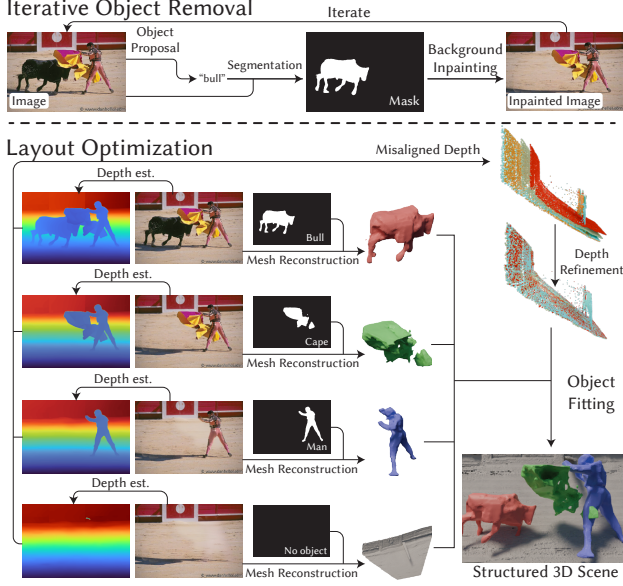 Iterative Object Removal
Iterate
Object
Proposal
"bull"
Segmentation
Background
Inpainting
Image
Mask
Inpainted Image
Layout Optimization
Misaligned Depth
Depth est.
Bull
Mesh Reconstruction
Depth
Refinement
Depth est.
Cape
Mesh Reconstruction
Object
Fitting
Depth est.
Man
Mesh Reconstruction
Depth est.
No object
Mesh Reconstruction
Structured 3D Scene